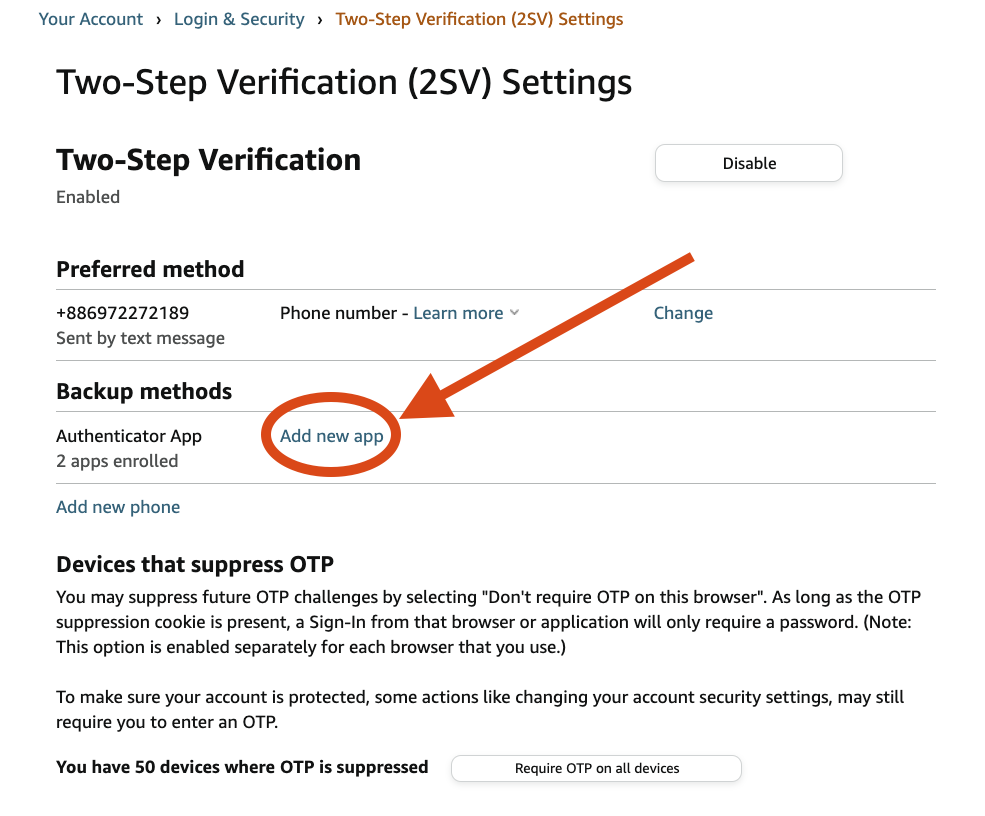 Your Account › Login & Security › Two-Step Verification (2SV) Settings
Two-Step Verification (2SV) Settings
Two-Step Verification
Disable
Enabled
Preferred method
+886972272189 Phone number - Learn more Change
Sent by text message
Backup methods
Authenticator App Add new app
2 apps enrolled
Add new phone
Devices that suppress OTP
You may suppress future OTP challenges by selecting "Don't require OTP on this browser". As long as the OTP
suppression cookie is present, a Sign-In from that browser or application will only require a password. (Note:
This option is enabled separately for each browser that you use.)
To make sure your account is protected, some actions like changing your account security settings, may still
require you to enter an OTP.
You have 50 devices where OTP is suppressed Require OTP on all devices